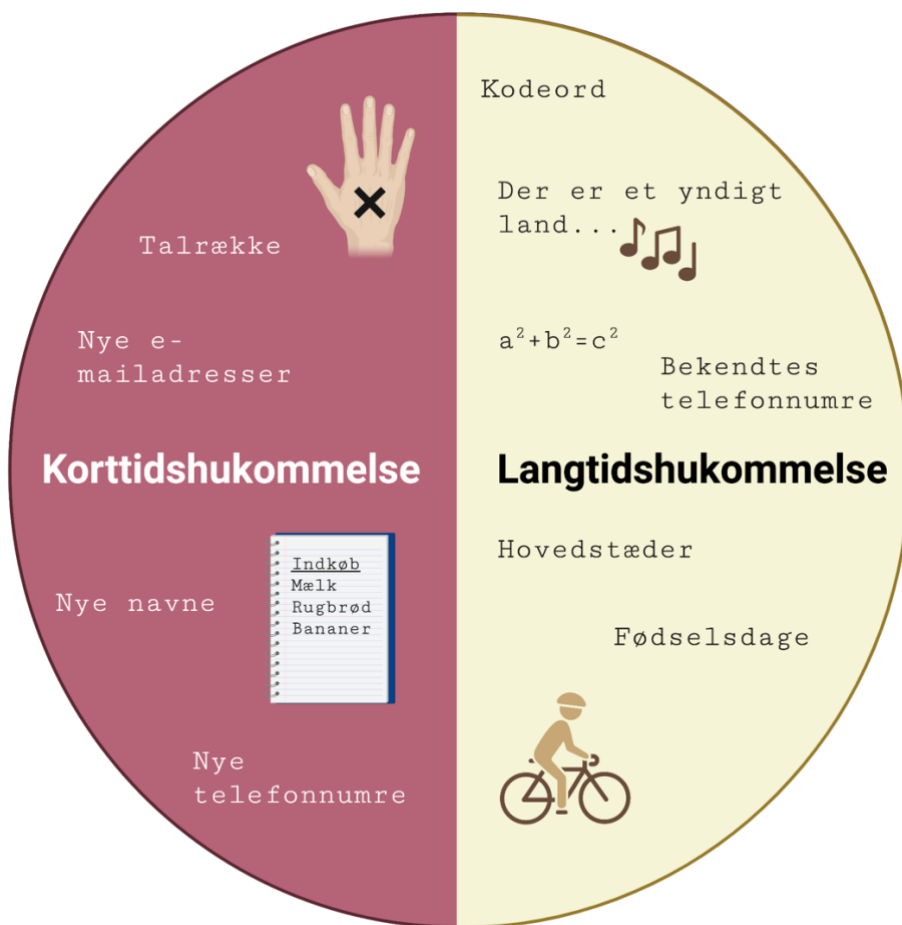 Talrække
Nye e-
mailadresser
Korttidshukommelse
Nye navne
Indkøb
Mælk
Rugbrød
Bananer
Nye
telefonnumre
Kodeord
Der er et yndigt
land...
a²+b²=c²
Bekendtes
telefonnumre
Langtidshukommelse
Hovedstæder
Fødselsdage